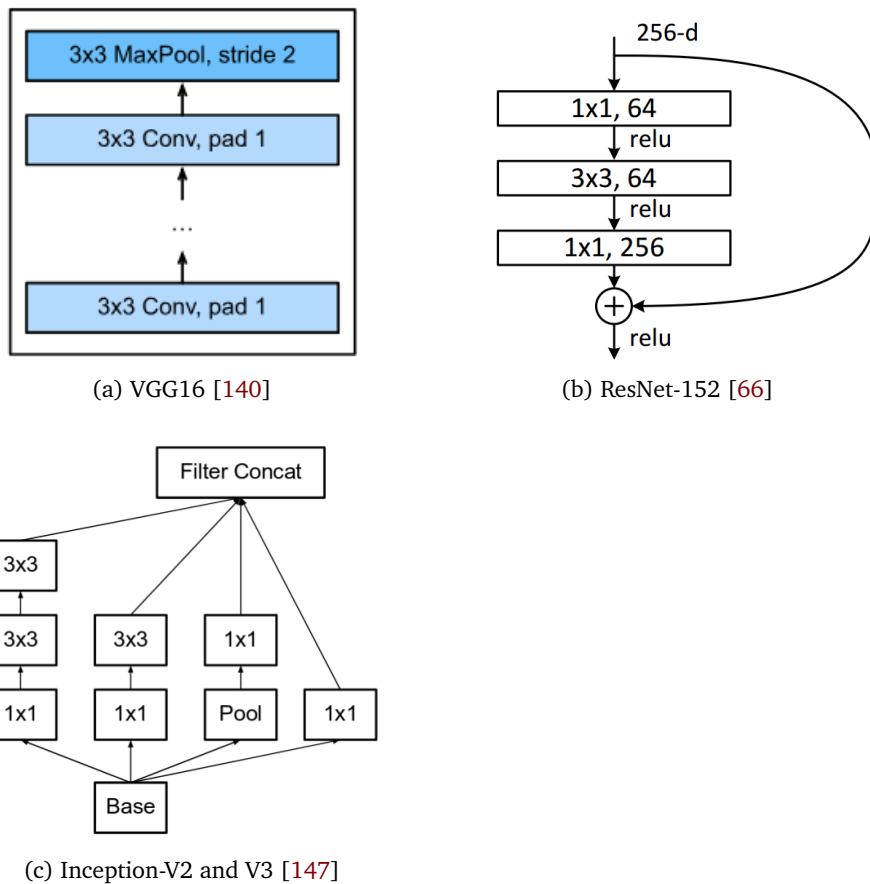 3x3 MaxPool, stride 2
3x3 Conv, pad 1
...
3x3 Conv, pad 1
(a) VGG16 [140]
256-d
1x1, 64
relu
3x3, 64
relu
1x1, 256
+
relu
(b) ResNet-152 [66]
Filter Concat
3x3
3x3 3x3 1x1
1x1 1x1 Pool 1x1
Base
(c) Inception-V2 and V3 [147]